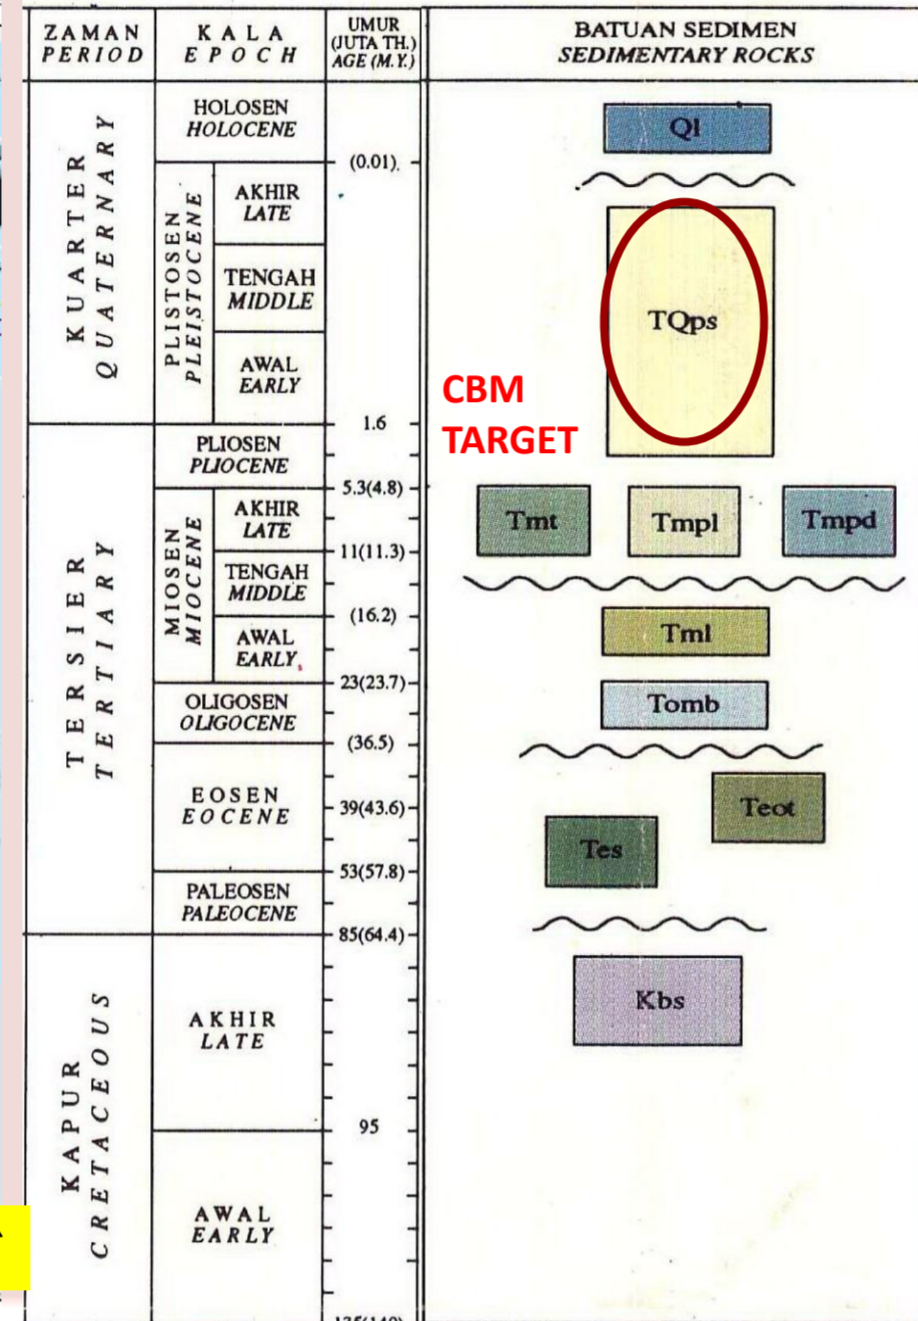 ZAMAN
PERIOD
KALA
EPOCH
UMUR
(JUTA TH.)
AGE (M.Y.)
BATUAN SEDIMEN
SEDIMENTARY ROCKS
KUARTER
QUATERNARY
HOLOSEN
HOLOCENE
(0.01)
Ql
PLISTOSEN
PLEISTOCENE
AKHIR
LATE
TENGAH
MIDDLE
AWAL
EARLY
TQps
CBM
TARGET
1.6
TERSIER
TERTIARY
PLIOSEN
PLIOCENE
5.3(4.8)
MIOSEN
MIOCENE
AKHIR
LATE
Tmt
Tmpl
Tmpd
11(11.3)
TENGAH
MIDDLE
(16.2)
AWAL
EARLY
Tml
23(23.7)
OLIGOSEN
OLIGOCENE
Tomb
(36.5)
EOSEN
EOCENE
39(43.6)
Teot
Tes
53(57.8)
PALEOSEN
PALEOCENE
85(64.4)
KAPUR
CRETACEOUS
AKHIR
LATE
Kbs
95
AWAL
EARLY